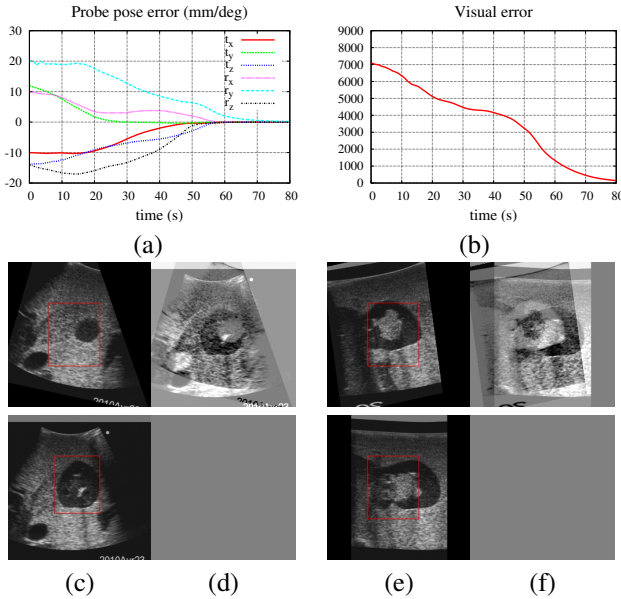 Probe pose error (mm/deg)
30
20
10
0
-10
-20
0 10 20 30 40 50 60 70 80
time (s)
t_x
t_y
t_z
r_x
r_y
r_z
(a)
Visual error
9000
8000
7000
6000
5000
4000
3000
2000
1000
0
0 10 20 30 40 50 60 70 80
time (s)
(b)
(c) (d) (e) (f)